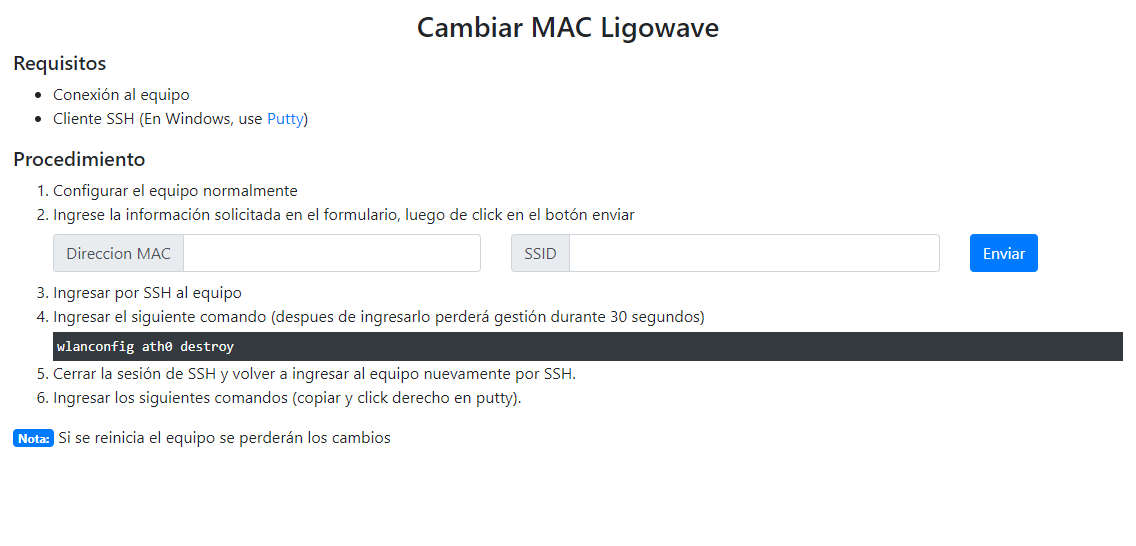 Cambiar MAC Ligowave
Requisitos
Conexión al equipo
Cliente SSH (En Windows, use Putty)
Procedimiento
1. Configurar el equipo normalmente
2. Ingrese la información solicitada en el formulario, luego de click en el botón enviar
Direccion MAC SSID Enviar
3. Ingresar por SSH al equipo
4. Ingresar el siguiente comando (despues de ingresarlo perderá gestión durante 30 segundos)
wlanconfig ath0 destroy
5. Cerrar la sesión de SSH y volver a ingresar al equipo nuevamente por SSH.
6. Ingresar los siguientes comandos (copiar y click derecho en putty).
Nota: Si se reinicia el equipo se perderán los cambios